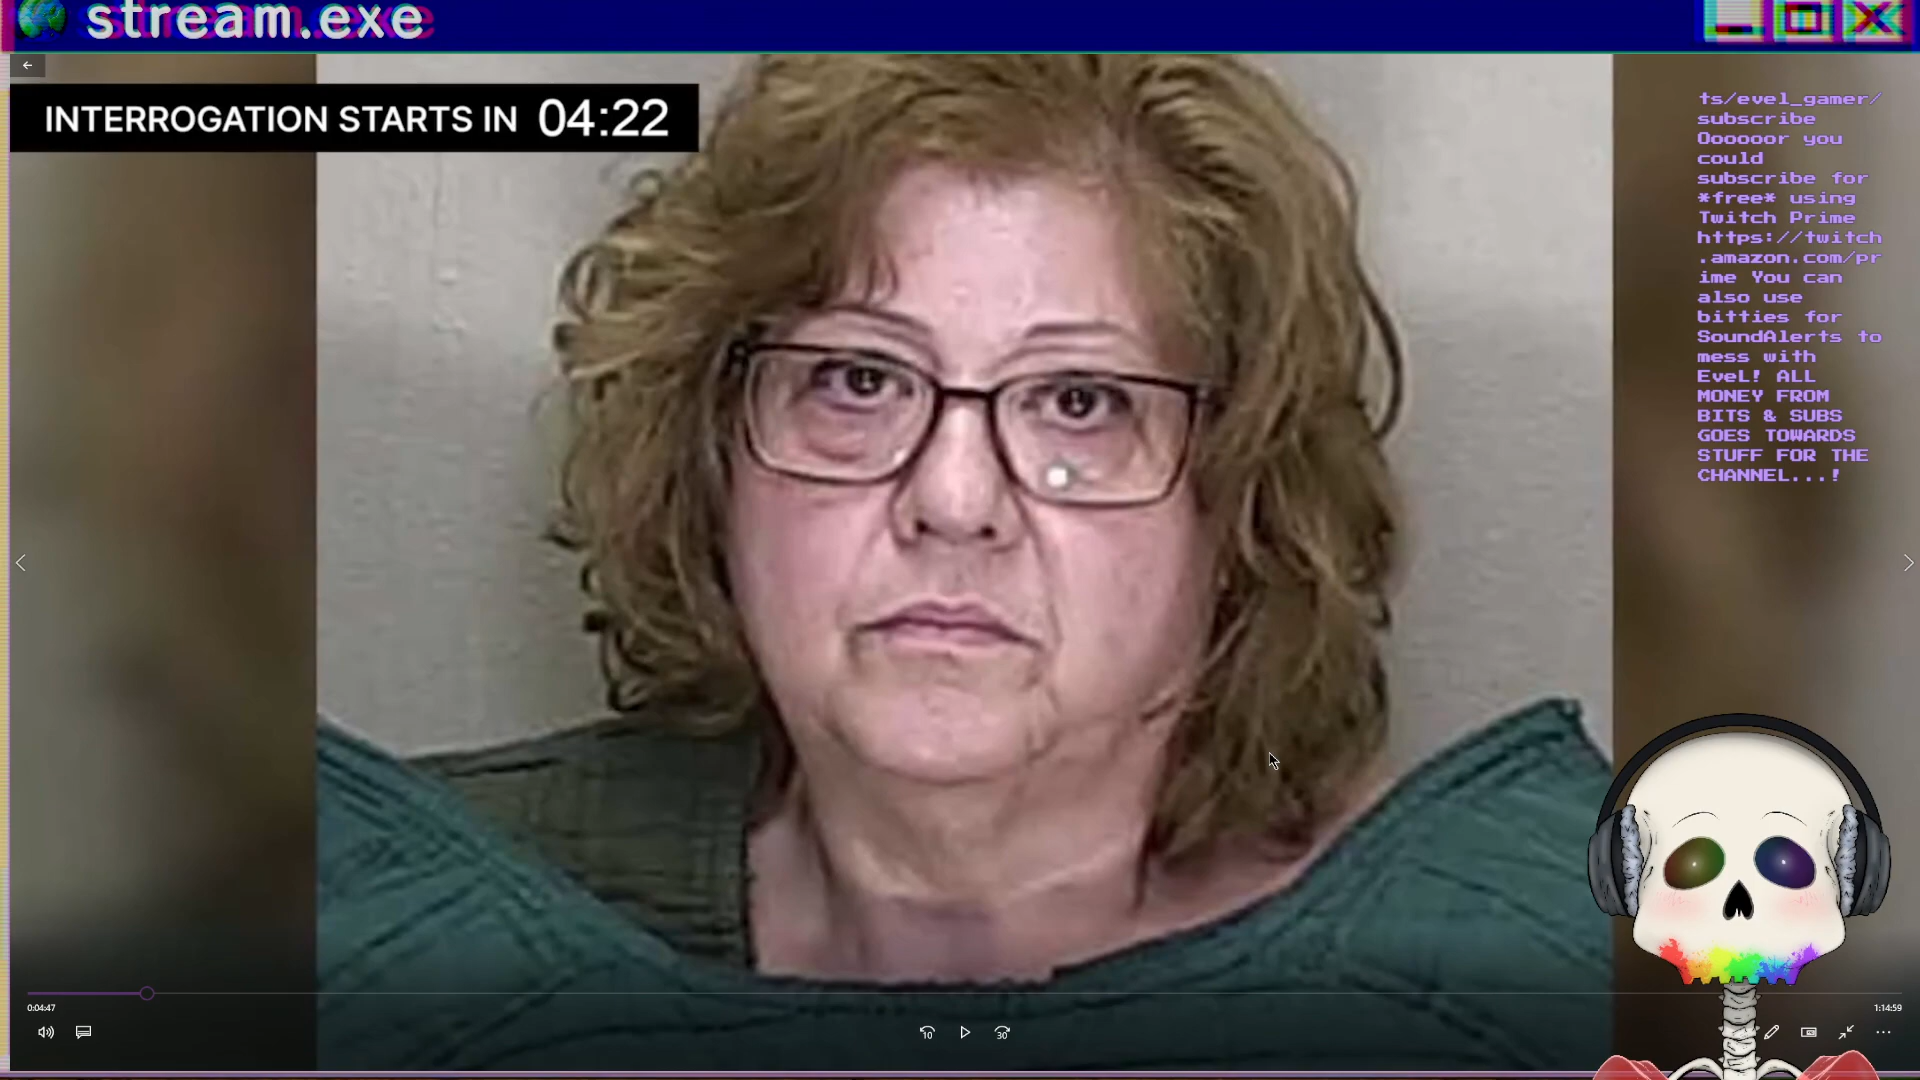 stream.exe
INTERROGATION STARTS IN 04:22
ts/evel_gamer/
subscribe
Oooooor you
could
subscribe for
*free* using
Twitch Prime
https://twitch
.amazon.com/pr
ime You can
also use
bitties for
SoundAlerts to
mess with
EveL! ALL
MONEY FROM
BITS & SUBS
GOES TOWARDS
STUFF FOR THE
CHANNEL...!
0:04:47
1:14:59
10
30